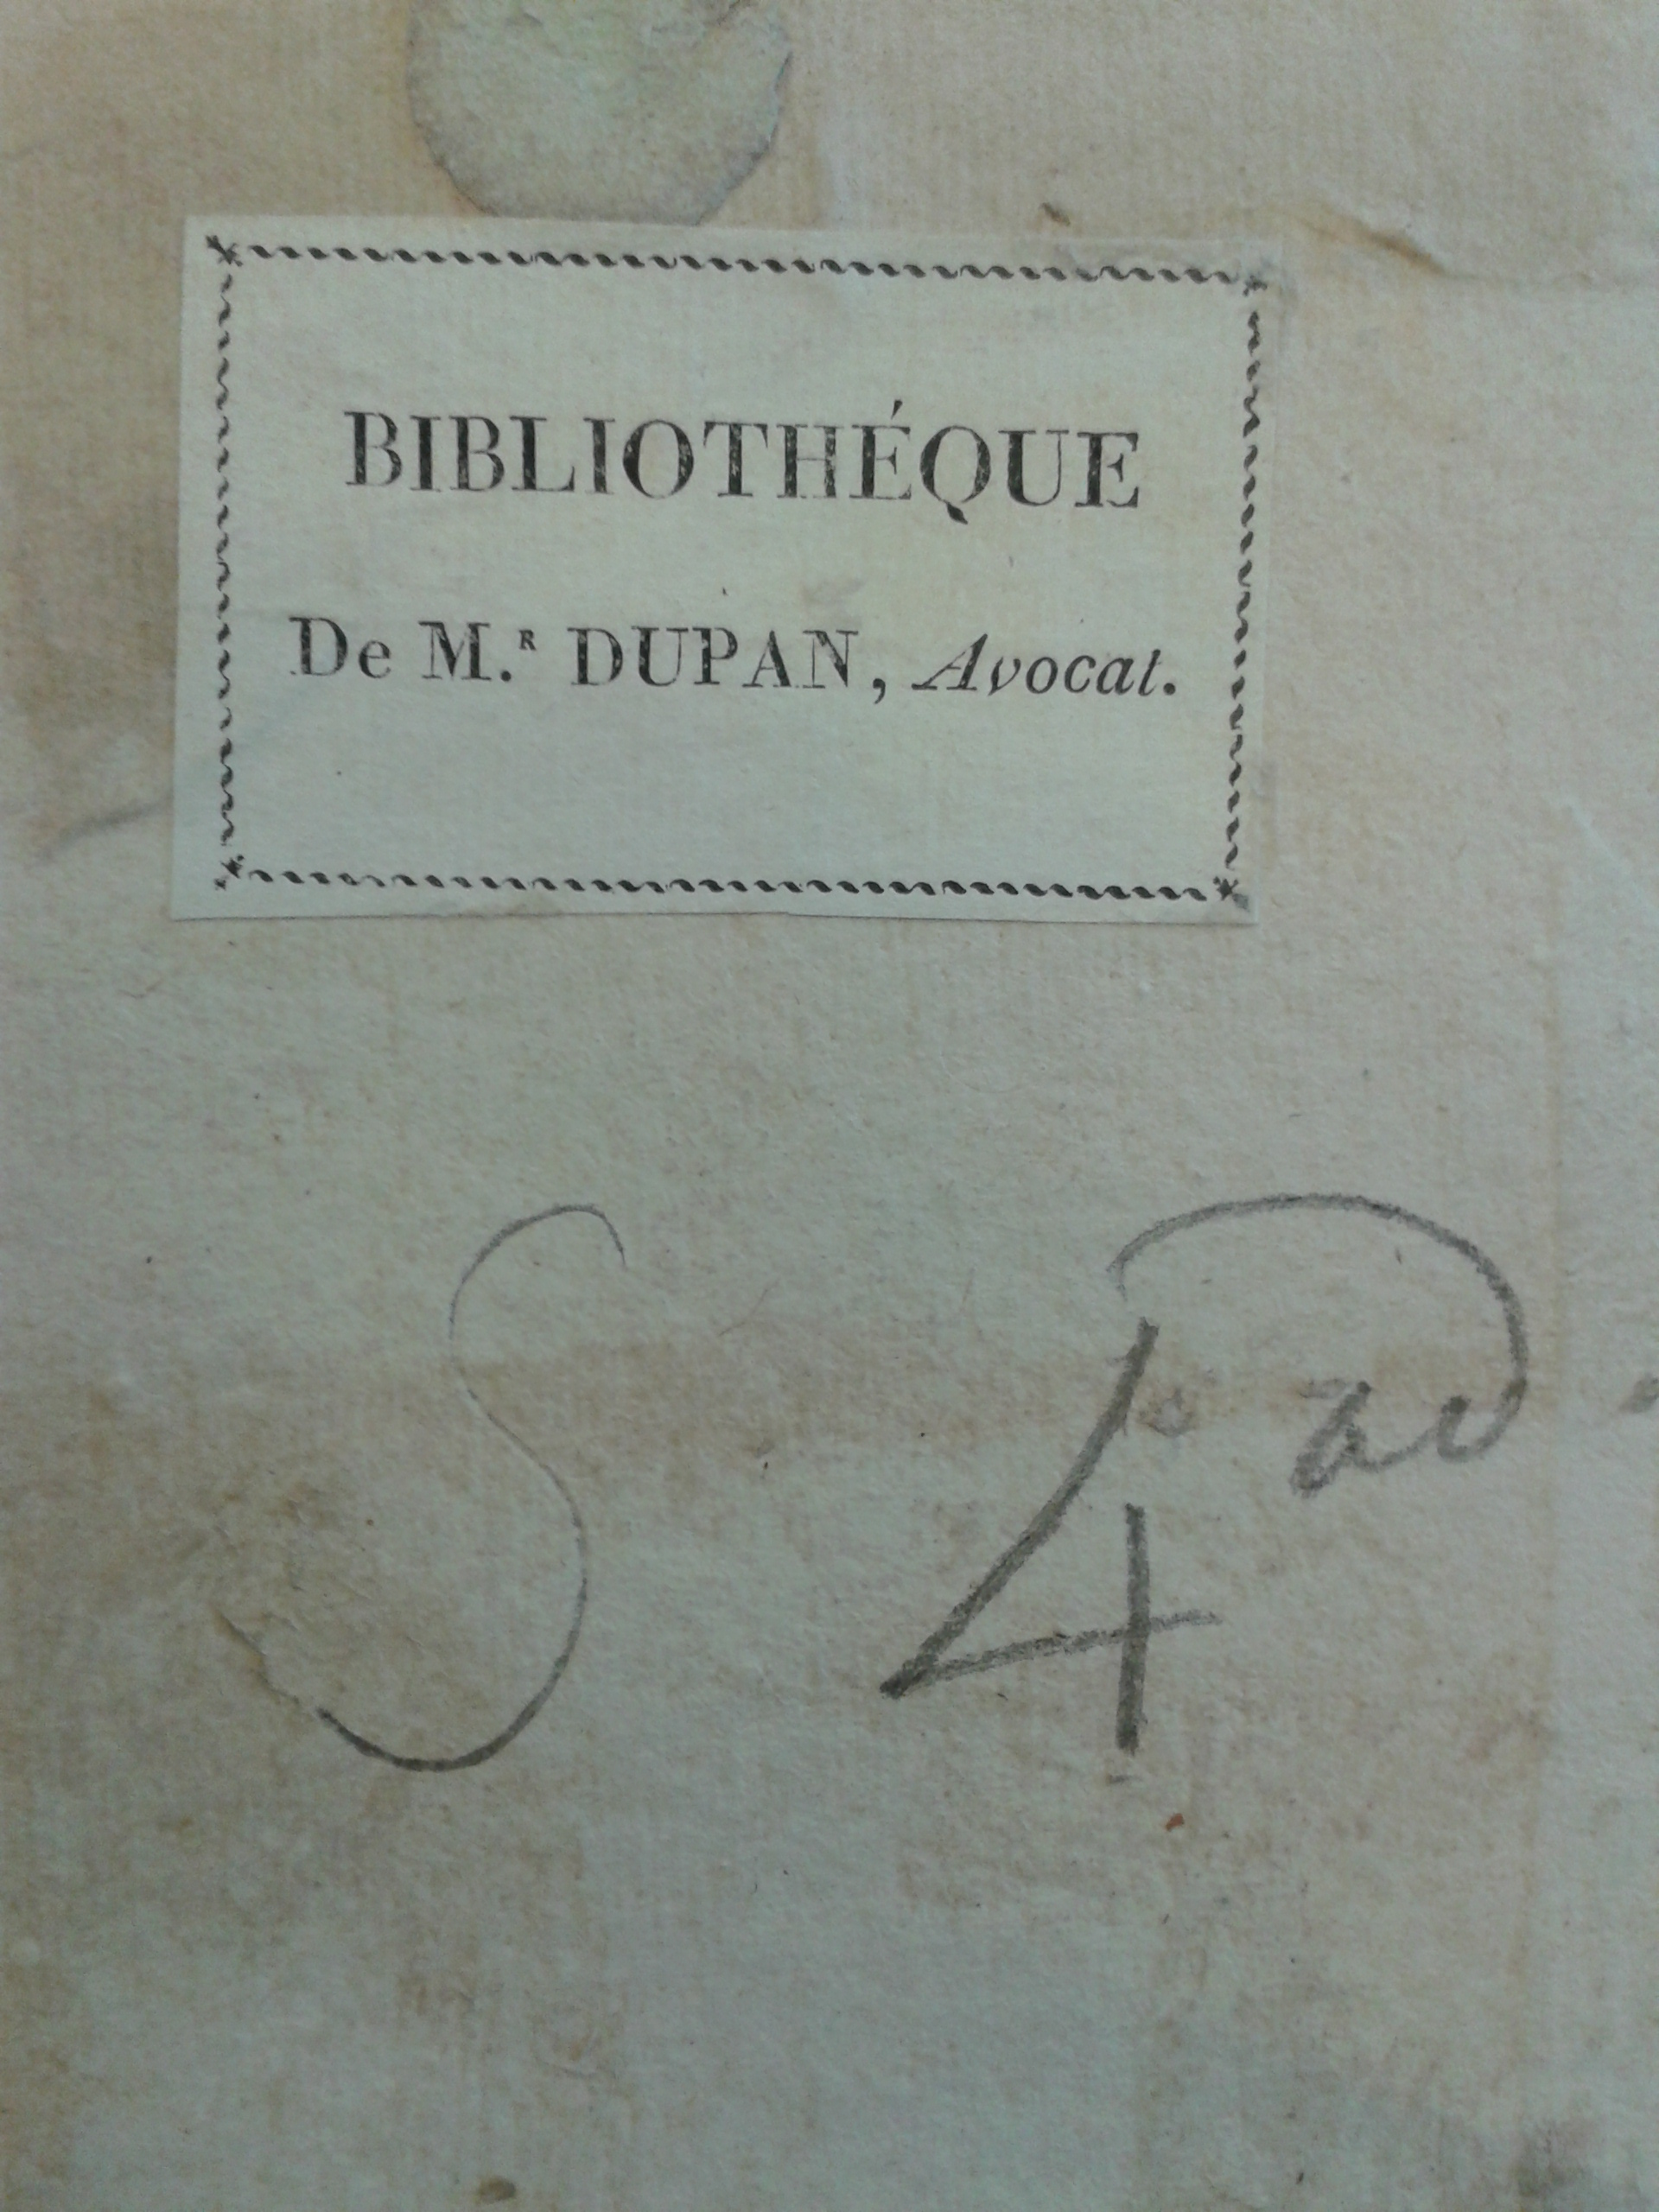 BIBLIOTHÉQUE
De M.ʀ DUPAN, Avocat.
S 4